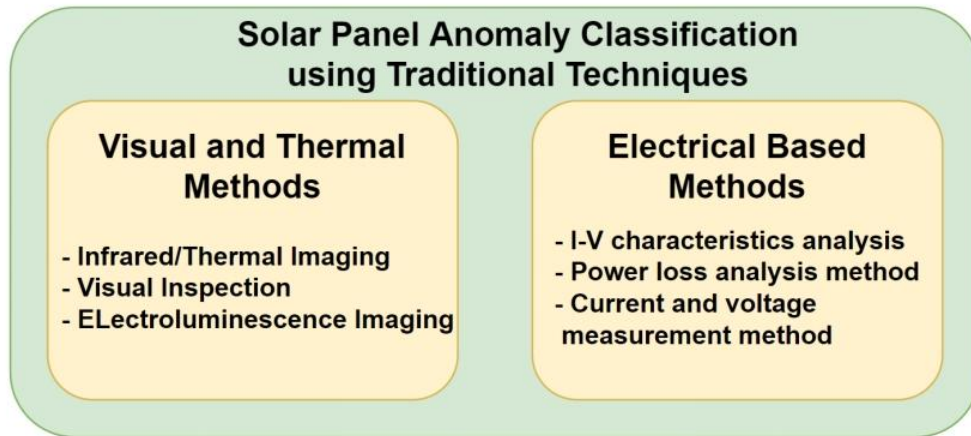 Solar Panel Anomaly Classification
using Traditional Techniques
Visual and Thermal
Methods
- Infrared/Thermal Imaging
- Visual Inspection
- ELectroluminescence Imaging
Electrical Based
Methods
- I-V characteristics analysis
- Power loss analysis method
- Current and voltage
measurement method